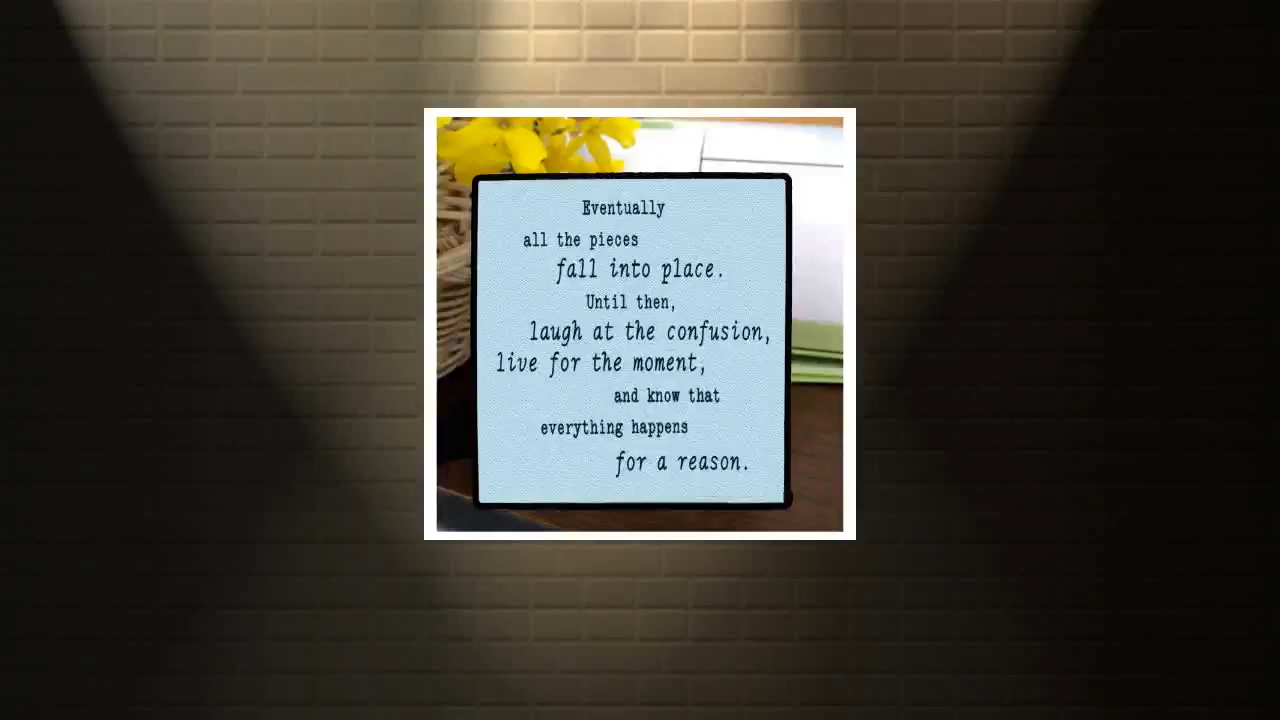 Eventually
all the pieces
fall into place.
Until then,
laugh at the confusion,
live for the moment,
and know that
everything happens
for a reason.